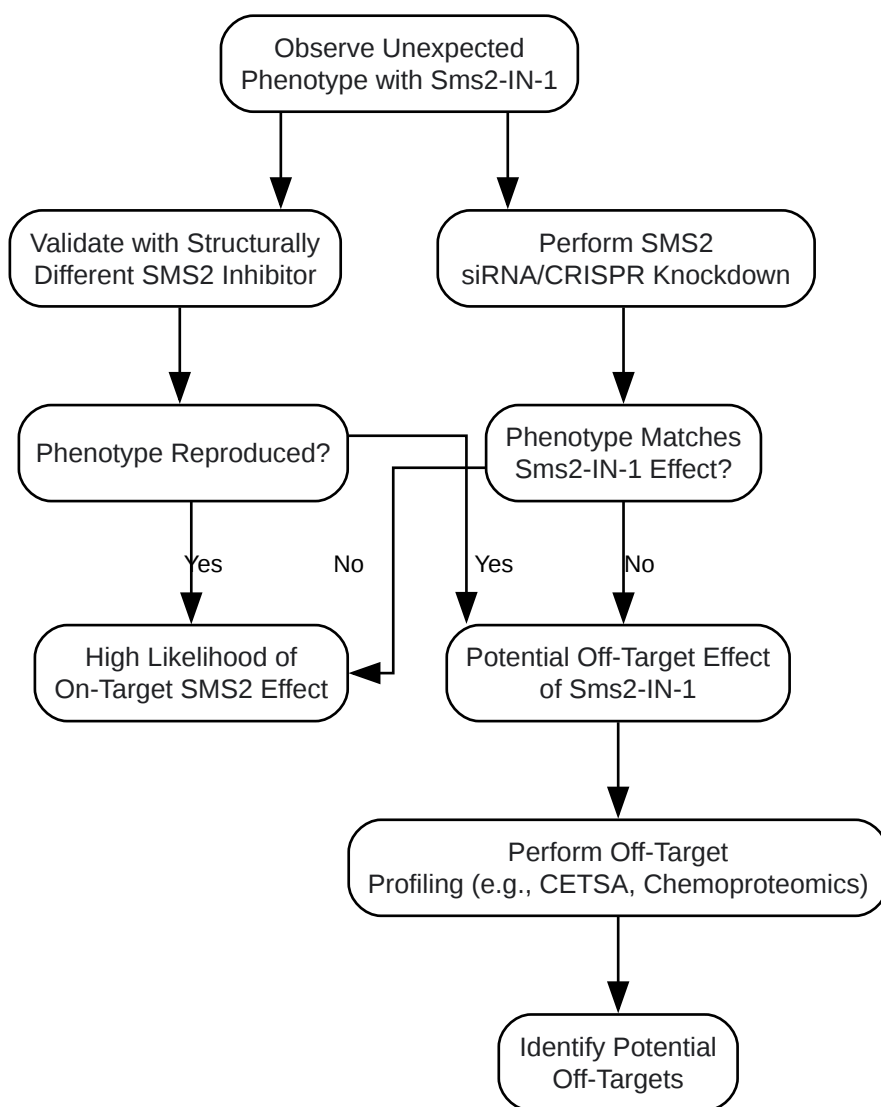 Observe Unexpected
Phenotype with Sms2-IN-1
Validate with Structurally
Different SMS2 Inhibitor
Perform SMS2
siRNA/CRISPR Knockdown
Phenotype Reproduced?
Phenotype Matches
Sms2-IN-1 Effect?
Yes
No
Yes
No
High Likelihood of
On-Target SMS2 Effect
Potential Off-Target Effect
of Sms2-IN-1
Perform Off-Target
Profiling (e.g., CETSA, Chemoproteomics)
Identify Potential
Off-Targets